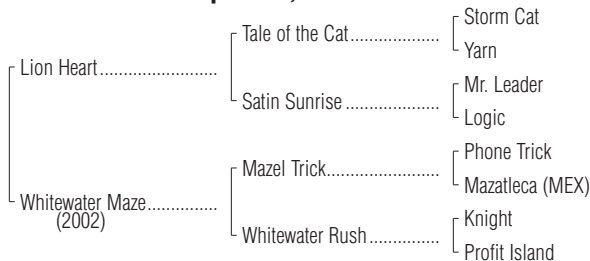 Storm Cat
Tale of the Cat...................
Yarn
Lion Heart.........................
Mr. Leader
Satin Sunrise ....................
Logic
Phone Trick
Mazel Trick........................
Mazatleca (MEX)
Whitewater Maze...............
(2002)
Knight
Whitewater Rush...............
Profit Island